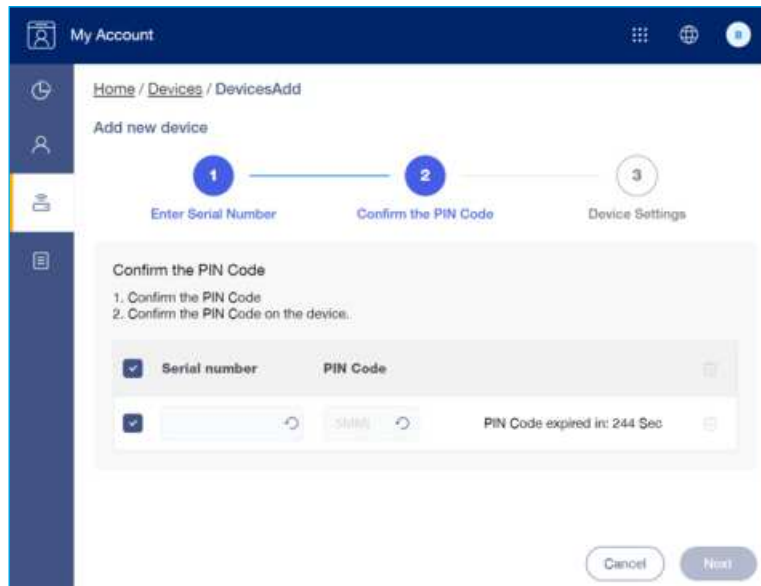 My Account
B
Home / Devices / DevicesAdd
Add new device
1
2
3
Enter Serial Number
Confirm the PIN Code
Device Settings
Confirm the PIN Code
1. Confirm the PIN Code
2. Confirm the PIN Code on the device.
Serial number
PIN Code
PIN Code expired in: 244 Sec
Cancel
Next